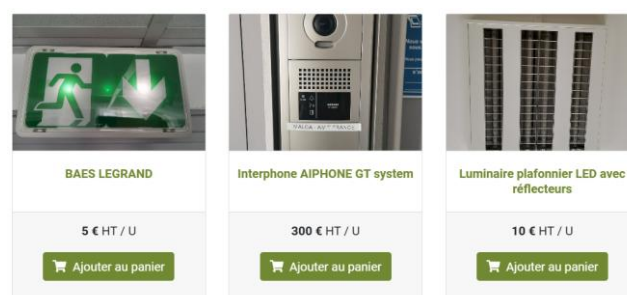 BAES LEGRAND
5 € HT / U
Ajouter au panier
Interphone AIPHONE GT system
300 € HT / U
Ajouter au panier
Luminaire plafonnier LED avec
réflecteurs
10 € HT / U
Ajouter au panier